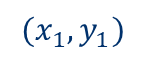 (x₁, y₁)